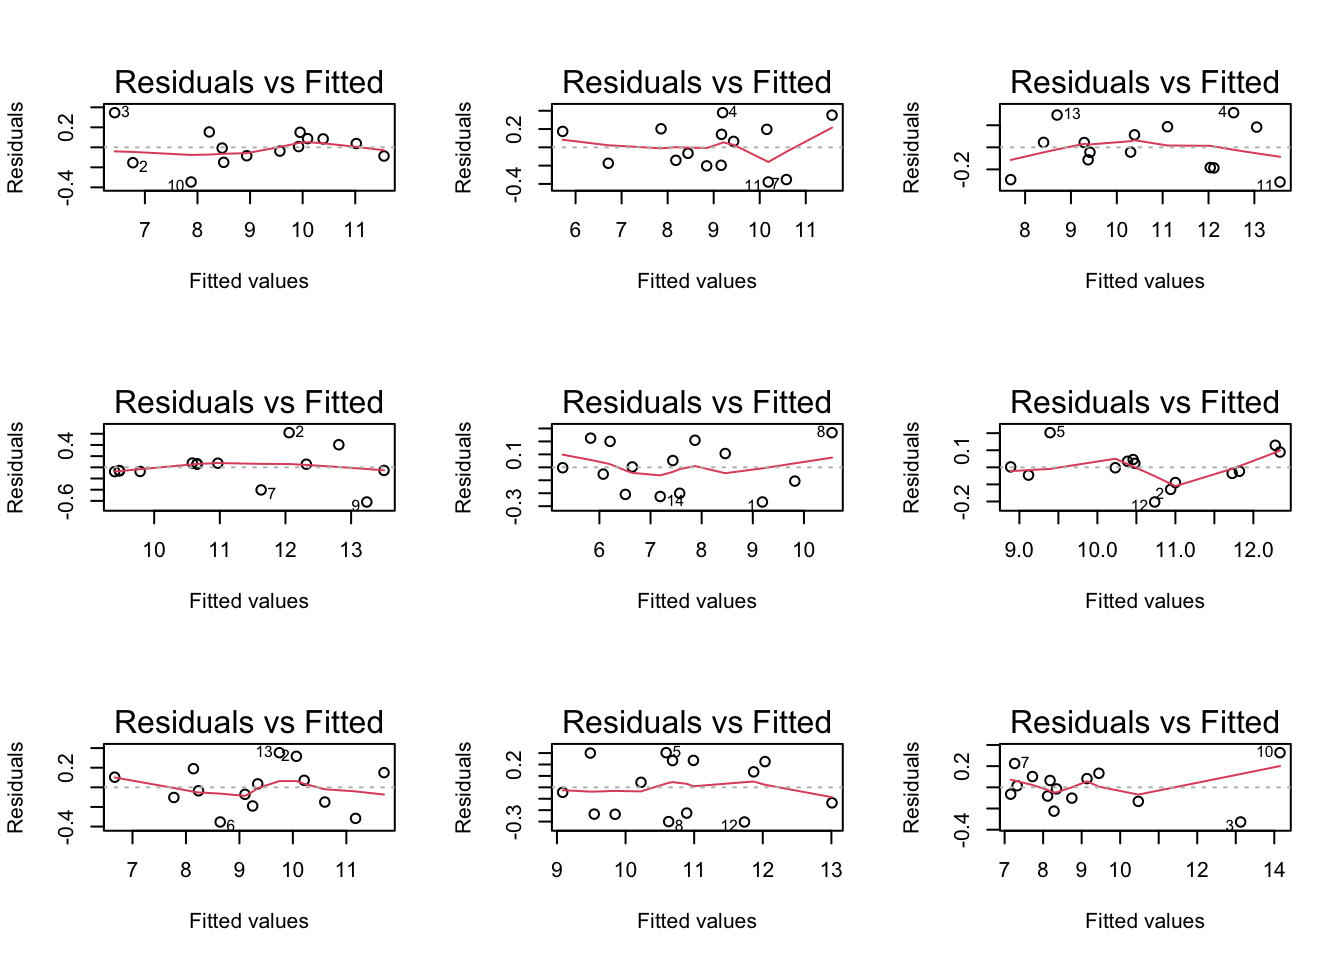 Residuals vs Fitted
Residuals
0.2
-0.4
3
2
10
7 8 9 10 11
Fitted values
Residuals vs Fitted
Residuals
0.2
-0.4
4
11 7
6 7 8 9 10 11
Fitted values
Residuals vs Fitted
Residuals
-0.2
13
4
11
8 9 10 11 12 13
Fitted values
Residuals vs Fitted
Residuals
0.4
-0.6
2
7
9
10 11 12 13
Fitted values
Residuals vs Fitted
Residuals
0.1
-0.3
8
14
1
6 7 8 9 10
Fitted values
Residuals vs Fitted
Residuals
0.1
-0.2
5
2
12
9.0 10.0 11.0 12.0
Fitted values
Residuals vs Fitted
Residuals
0.2
-0.4
13 2
6
7 8 9 10 11
Fitted values
Residuals vs Fitted
Residuals
0.2
-0.3
5
8
12
9 10 11 12 13
Fitted values
Residuals vs Fitted
Residuals
0.2
-0.4
7
10
3
7 8 9 10 12 14
Fitted values